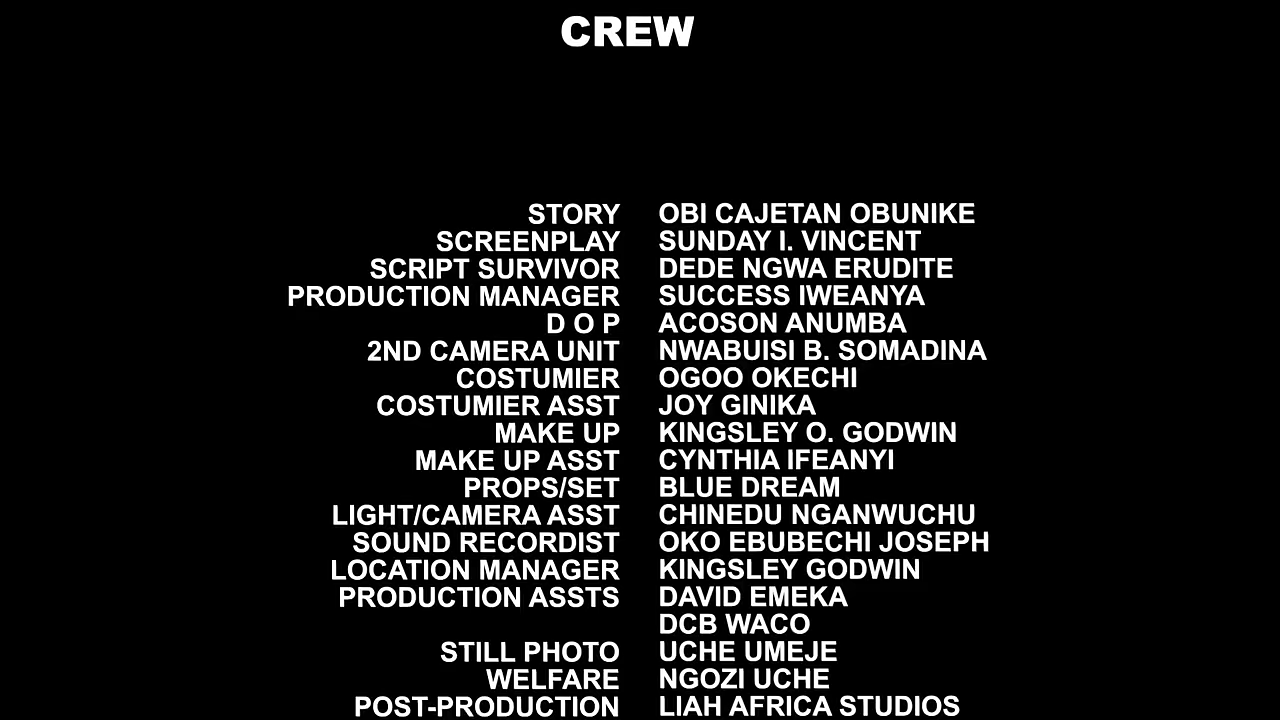 CREW
STORY OBI CAJETAN OBUNIKE
SCREENPLAY SUNDAY I. VINCENT
SCRIPT SURVIVOR DEDE NGWA ERUDITE
PRODUCTION MANAGER SUCCESS IWEANYA
D O P ACOSON ANUMBA
2ND CAMERA UNIT NWABUISI B. SOMADINA
COSTUMIER OGOO OKECHI
COSTUMIER ASST JOY GINIKA
MAKE UP KINGSLEY O. GODWIN
MAKE UP ASST CYNTHIA IFEANYI
PROPS/SET BLUE DREAM
LIGHT/CAMERA ASST CHINEDU NGANWUCHU
SOUND RECORDIST OKO EBUBECHI JOSEPH
LOCATION MANAGER KINGSLEY GODWIN
PRODUCTION ASSTS DAVID EMEKA
DCB WACO
STILL PHOTO UCHE UMEJE
WELFARE NGOZI UCHE
POST-PRODUCTION LIAH AFRICA STUDIOS